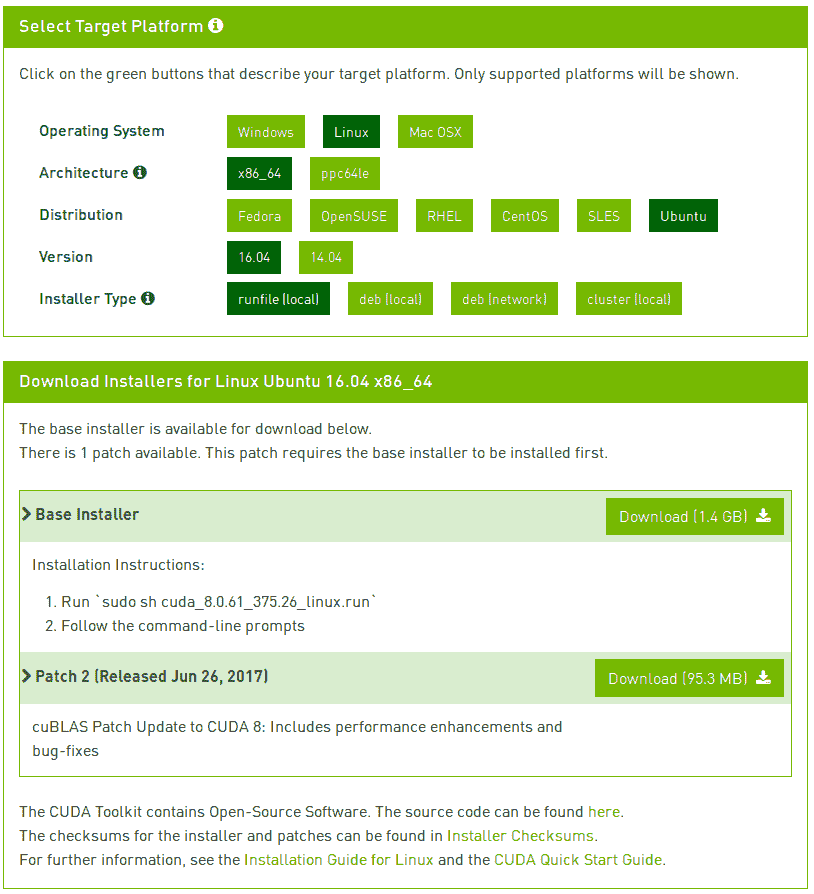 Select Target Platform
Click on the green buttons that describe your target platform. Only supported platforms will be shown.
Operating System Windows Linux Mac OSX
Architecture x86_64 ppc64le
Distribution Fedora OpenSUSE RHEL CentOS SLES Ubuntu
Version 16.04 14.04
Installer Type runfile (local) deb (local) deb (network) cluster (local)
Download Installers for Linux Ubuntu 16.04 x86_64
The base installer is available for download below.
There is 1 patch available. This patch requires the base installer to be installed first.
Base Installer Download (1.4 GB)
Installation Instructions:
1. Run `sudo sh cuda_8.0.61_375.26_linux.run`
2. Follow the command-line prompts
Patch 2 (Released Jun 26, 2017) Download (95.3 MB)
cuBLAS Patch Update to CUDA 8: Includes performance enhancements and
bug-fixes
The CUDA Toolkit contains Open-Source Software. The source code can be found here.
The checksums for the installer and patches can be found in Installer Checksums.
For further information, see the Installation Guide for Linux and the CUDA Quick Start Guide.